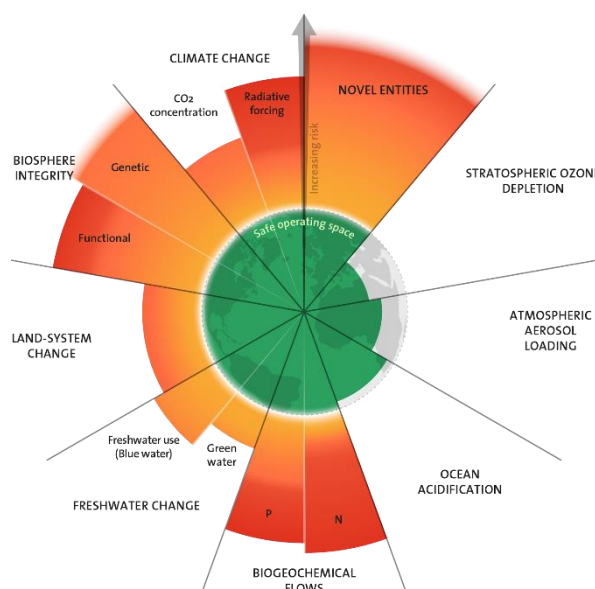 CLIMATE CHANGE
CO2
concentration
Radiative
forcing
NOVEL ENTITIES
Increasing risk
BIOSPHERE
INTEGRITY
Genetic
Functional
STRATOSPHERIC OZONE
DEPLETION
Safe operating space
LAND-SYSTEM
CHANGE
ATMOSPHERIC
AEROSOL
LOADING
Freshwater use
(Blue water)
Green
water
FRESHWATER CHANGE
P
N
OCEAN
ACIDIFICATION
BIOGEOCHEMICAL
FLOWS